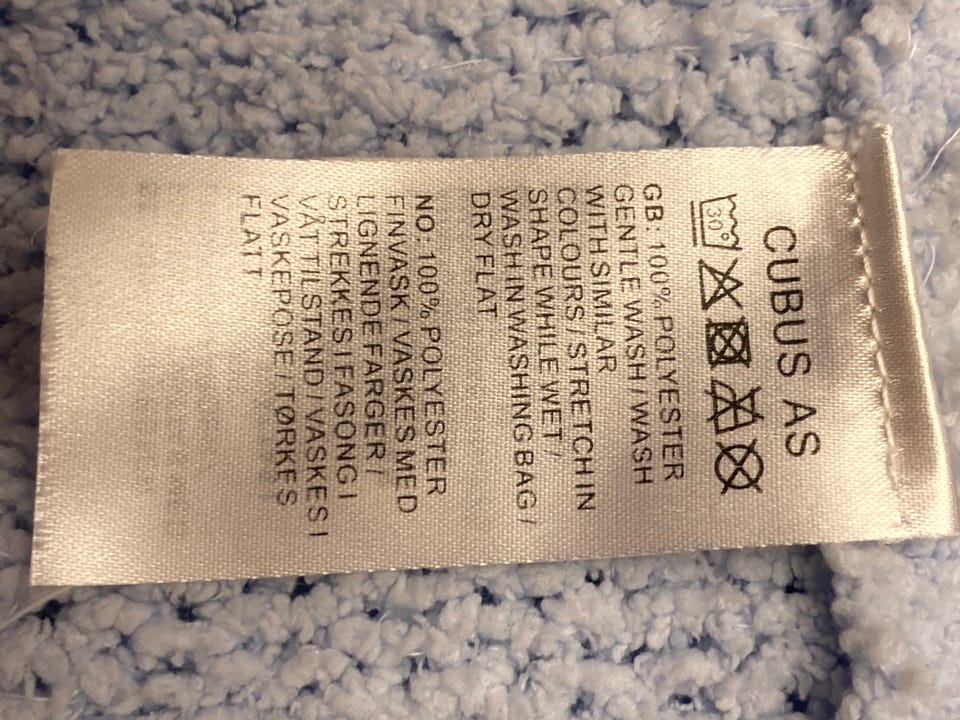 CUBUS AS
30°
GB: 100% POLYESTER
GENTLE WASH / WASH
WITH SIMILAR
COLOURS / STRETCH IN
SHAPE WHILE WET /
WASH IN WASHING BAG /
DRY FLAT
NO: 100% POLYESTER
FINVASK / VASKES MED
LIGNENDE FARGER /
STREKKES I FASONG I
VÅT TILSTAND / VASKES I
VASKEPOSE / TØRKES
FLATT